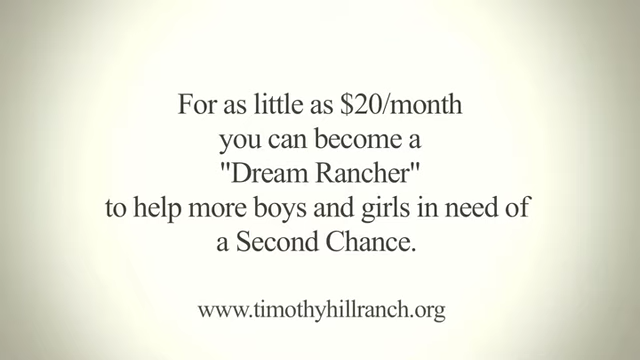 For as little as $20/month
you can become a
"Dream Rancher"
to help more boys and girls in need of
a Second Chance.
www.timothyhillranch.org